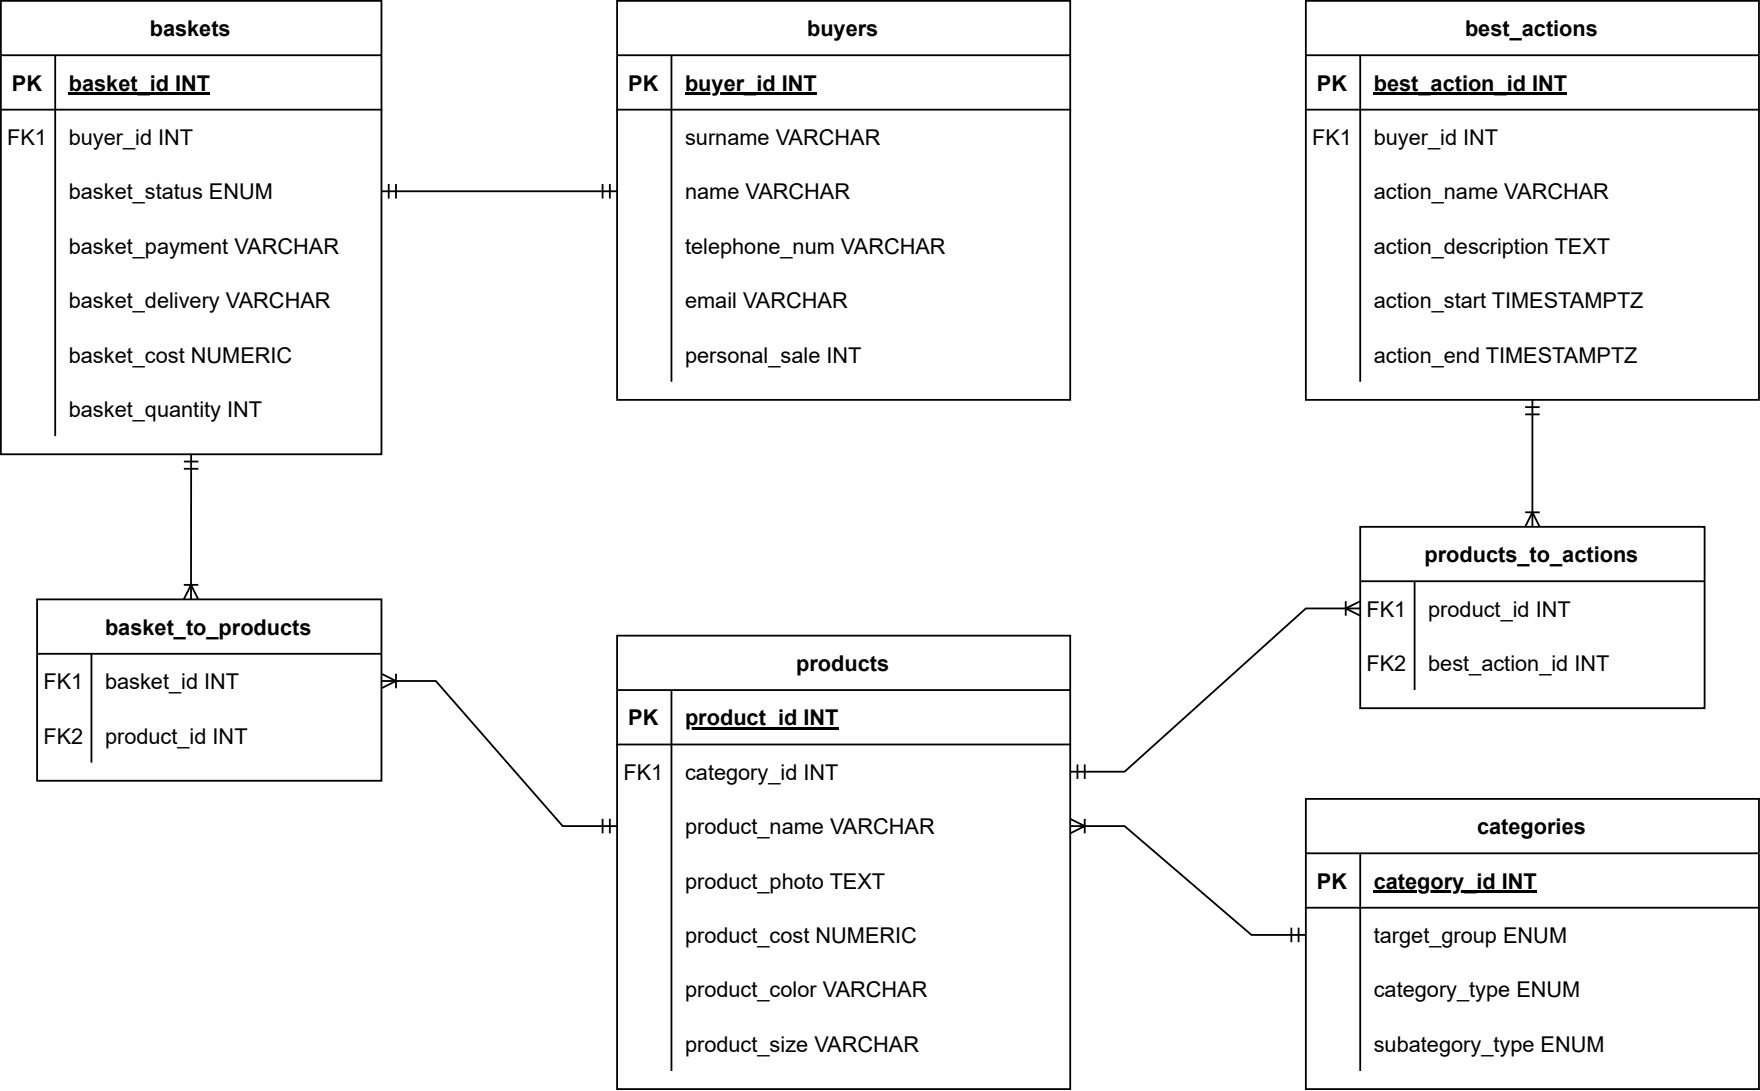 baskets
PK basket_id INT
FK1 buyer_id INT
basket_status ENUM
basket_payment VARCHAR
basket_delivery VARCHAR
basket_cost NUMERIC
basket_quantity INT
buyers
PK buyer_id INT
surname VARCHAR
name VARCHAR
telephone_num VARCHAR
email VARCHAR
personal_sale INT
best_actions
PK best_action_id INT
FK1 buyer_id INT
action_name VARCHAR
action_description TEXT
action_start TIMESTAMPTZ
action_end TIMESTAMPTZ
basket_to_products
FK1 basket_id INT
FK2 product_id INT
products
PK product_id INT
FK1 category_id INT
product_name VARCHAR
product_photo TEXT
product_cost NUMERIC
product_color VARCHAR
product_size VARCHAR
products_to_actions
FK1 product_id INT
FK2 best_action_id INT
categories
PK category_id INT
target_group ENUM
category_type ENUM
subategory_type ENUM